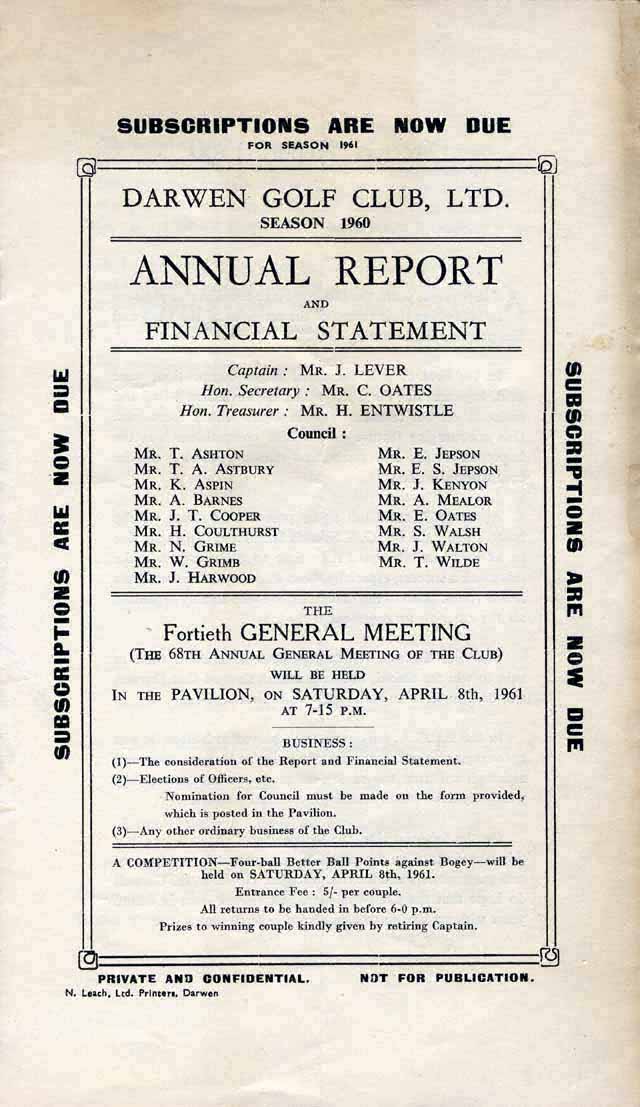 SUBSCRIPTIONS ARE NOW DUE
FOR SEASON 1961
DARWEN GOLF CLUB, LTD.
SEASON 1960
ANNUAL REPORT
AND
FINANCIAL STATEMENT
Captain : MR. J. LEVER
Hon. Secretary : MR. C. OATES
Hon. Treasurer : MR. H. ENTWISTLE
Council :
MR. T. ASHTON
MR. T. A. ASTBURY
MR. K. ASPIN
MR. A. BARNES
MR. J. T. COOPER
MR. H. COULTHURST
MR. N. GRIME
MR. W. GRIMB
MR. J. HARWOOD
MR. E. JEPSON
MR. E. S. JEPSON
MR. J. KENYON
MR. A. MEALOR
MR. E. OATES
MR. S. WALSH
MR. J. WALTON
MR. T. WILDE
THE
Fortieth GENERAL MEETING
(THE 68TH ANNUAL GENERAL MEETING OF THE CLUB)
WILL BE HELD
IN THE PAVILION, ON SATURDAY, APRIL 8th, 1961
AT 7-15 P.M.
BUSINESS :
(1)—The consideration of the Report and Financial Statement.
(2)—Elections of Officers, etc.
Nomination for Council must be made on the form provided,
which is posted in the Pavilion.
(3)—Any other ordinary business of the Club.
A COMPETITION—Four-ball Better Ball Points against Bogey—will be
held on SATURDAY, APRIL 8th, 1961.
Entrance Fee : 5/- per couple.
All returns to be handed in before 6-0 p.m.
Prizes to winning couple kindly given by retiring Captain.
SUBSCRIPTIONS ARE NOW DUE
SUBSCRIPTIONS ARE NOW DUE
PRIVATE AND CONFIDENTIAL. NOT FOR PUBLICATION.
N. Leach, Ltd. Printers, Darwen